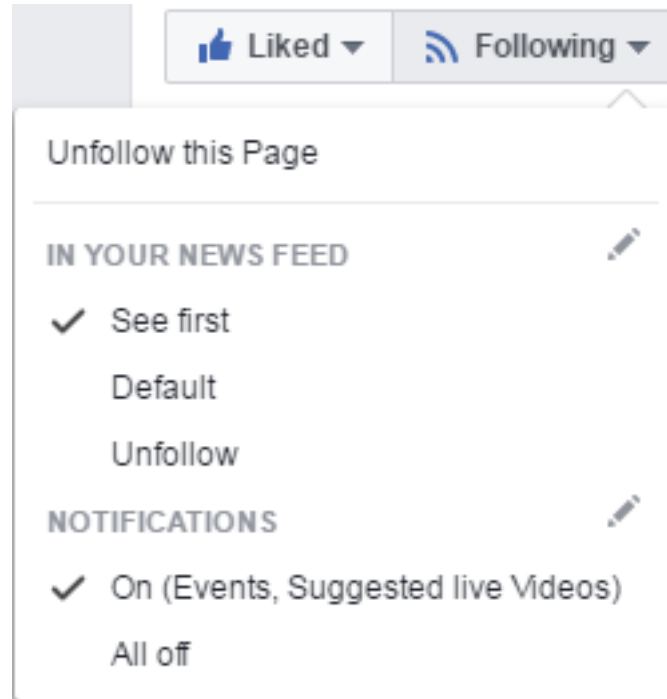 Liked Following
Unfollow this Page
IN YOUR NEWS FEED
See first
Default
Unfollow
NOTIFICATIONS
On (Events, Suggested live Videos)
All off